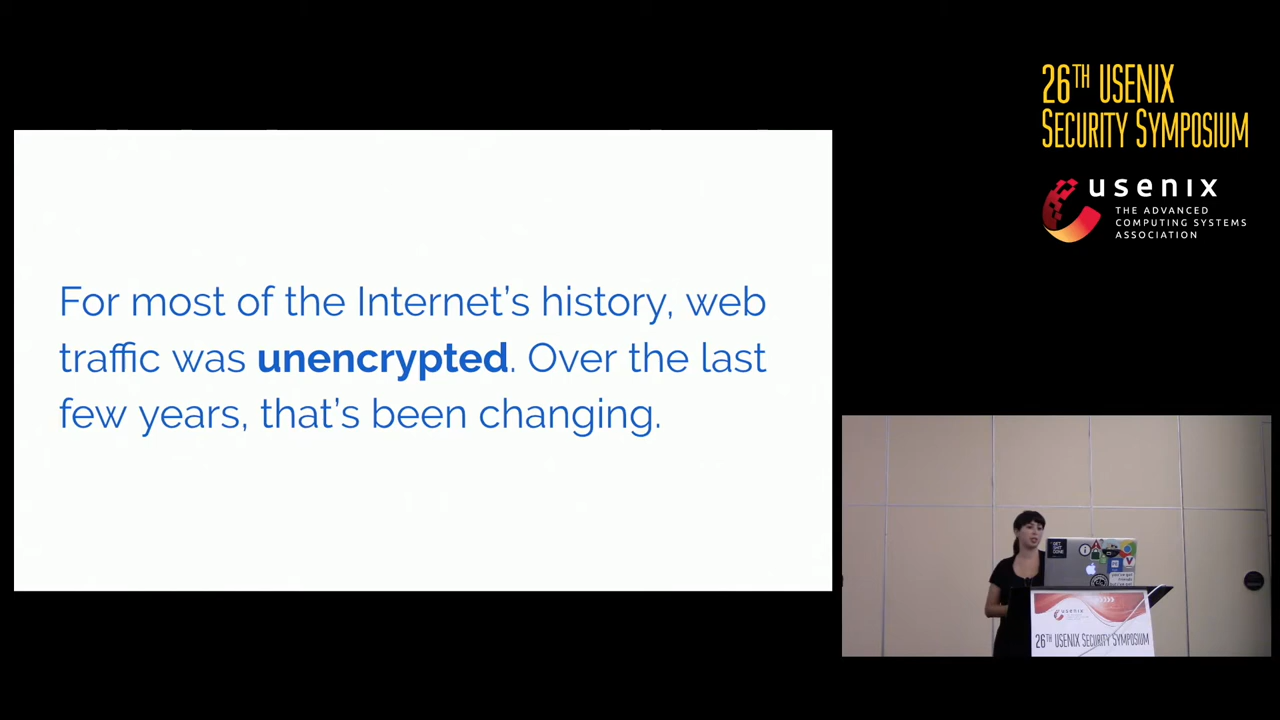 26TH USENIX
SECURITY SYMPOSIUM
usenix
THE ADVANCED
COMPUTING SYSTEMS
ASSOCIATION
For most of the Internet's history, web
traffic was unencrypted. Over the last
few years, that's been changing.
usenix
26TH USENIX SECURITY SYMPOSIUM